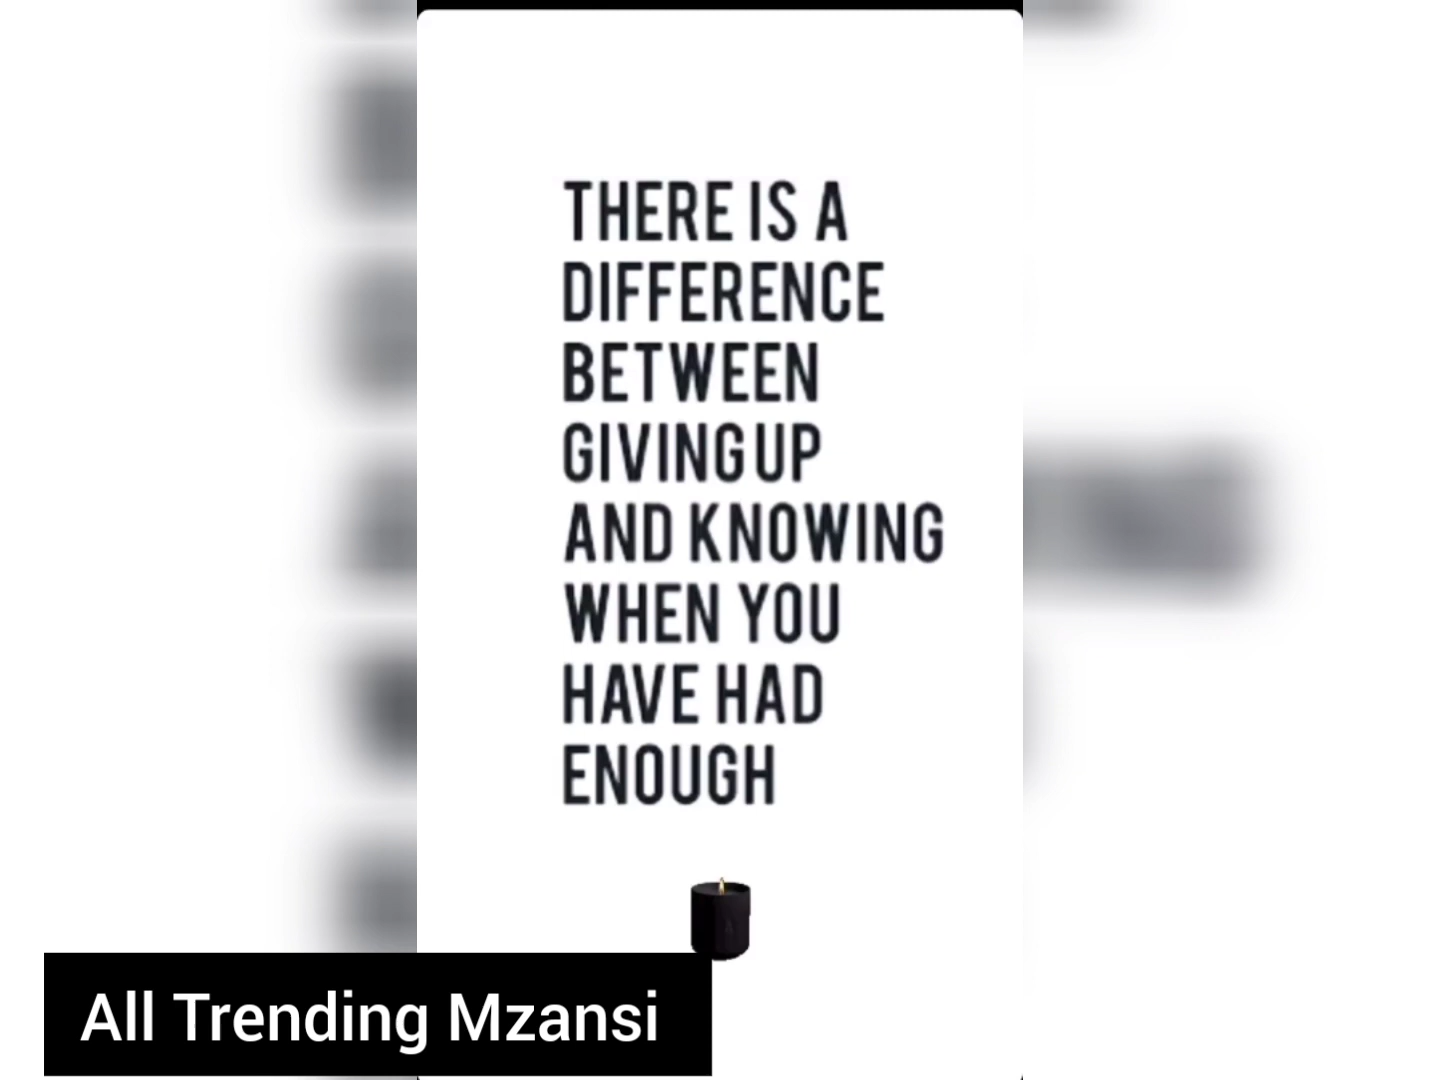 THERE IS A
DIFFERENCE
BETWEEN
GIVING UP
AND KNOWING
WHEN YOU
HAVE HAD
ENOUGH
All Trending Mzansi